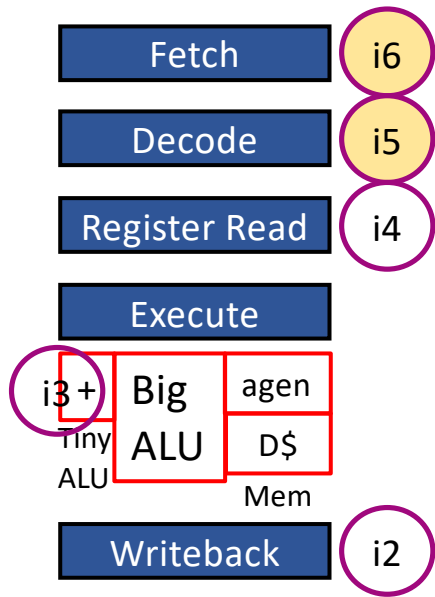 Fetch i6
Decode i5
Register Read i4
Execute
i3 + Big agen
Tiny ALU D$
ALU
Mem
Writeback i2